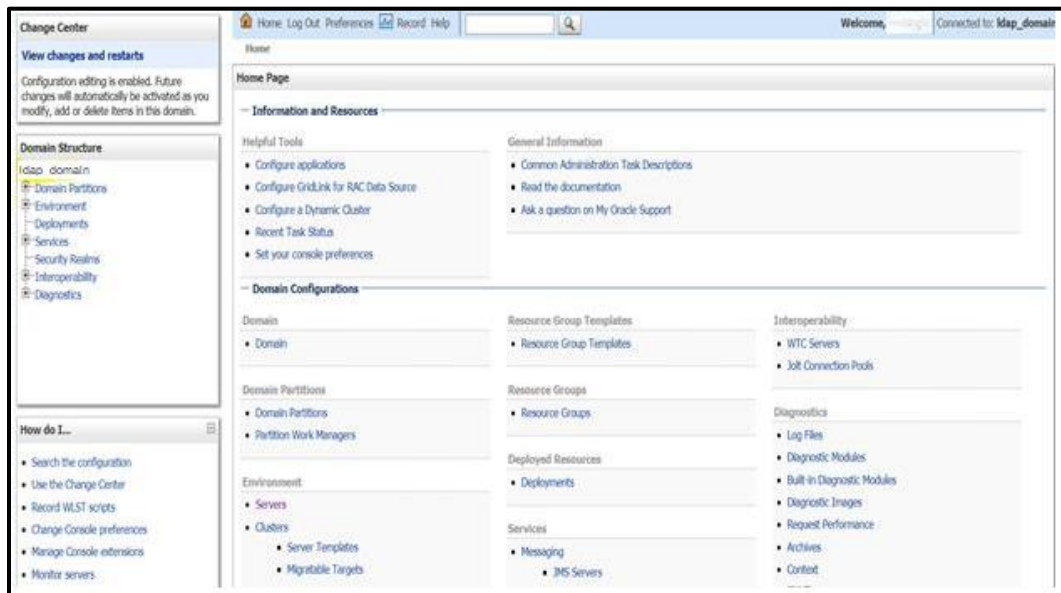 Change Center
View changes and restarts
Configuration editing is enabled. Future
changes will automatically be activated as you
modify, add or delete items in this domain.
Domain Structure
ldap_domain
Domain Partitions
Environment
Deployments
Services
Security Realms
Interoperability
Diagnostics
How do I...
Search the configuration
Use the Change Center
Record WLST scripts
Change Console preferences
Manage Console extensions
Monitor servers
Home Log Out Preferences Record Help
Welcome,
Connected to: ldap_domain
Home
Home Page
Information and Resources
Helpful Tools
Configure applications
Configure GridLink for RAC Data Source
Configure a Dynamic Cluster
Recent Task Status
Set your console preferences
General Information
Common Administration Task Descriptions
Read the documentation
Ask a question on My Oracle Support
Domain Configurations
Domain
Domain
Domain Partitions
Domain Partitions
Partition Work Managers
Environment
Servers
Clusters
Server Templates
Migratable Targets
Resource Group Templates
Resource Group Templates
Resource Groups
Resource Groups
Deployed Resources
Deployments
Services
Messaging
JMS Servers
Interoperability
WTC Servers
Jolt Connection Pools
Diagnostics
Log Files
Diagnostic Modules
Built-in Diagnostic Modules
Diagnostic Images
Request Performance
Archives
Context